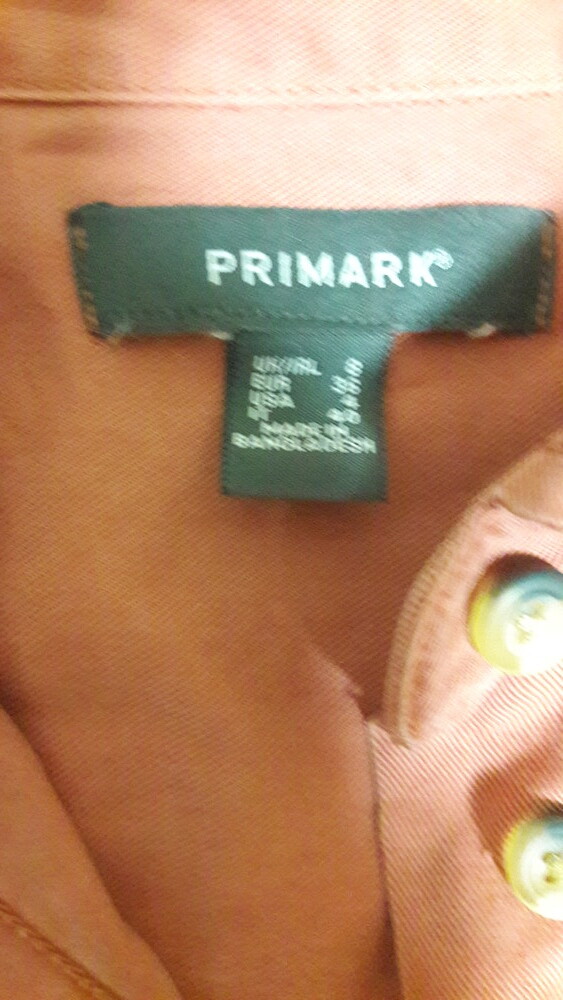 PRIMARK®
UK/IRL 8
EUR 36
USA 4
IT 40
MADE IN
BANGLADESH